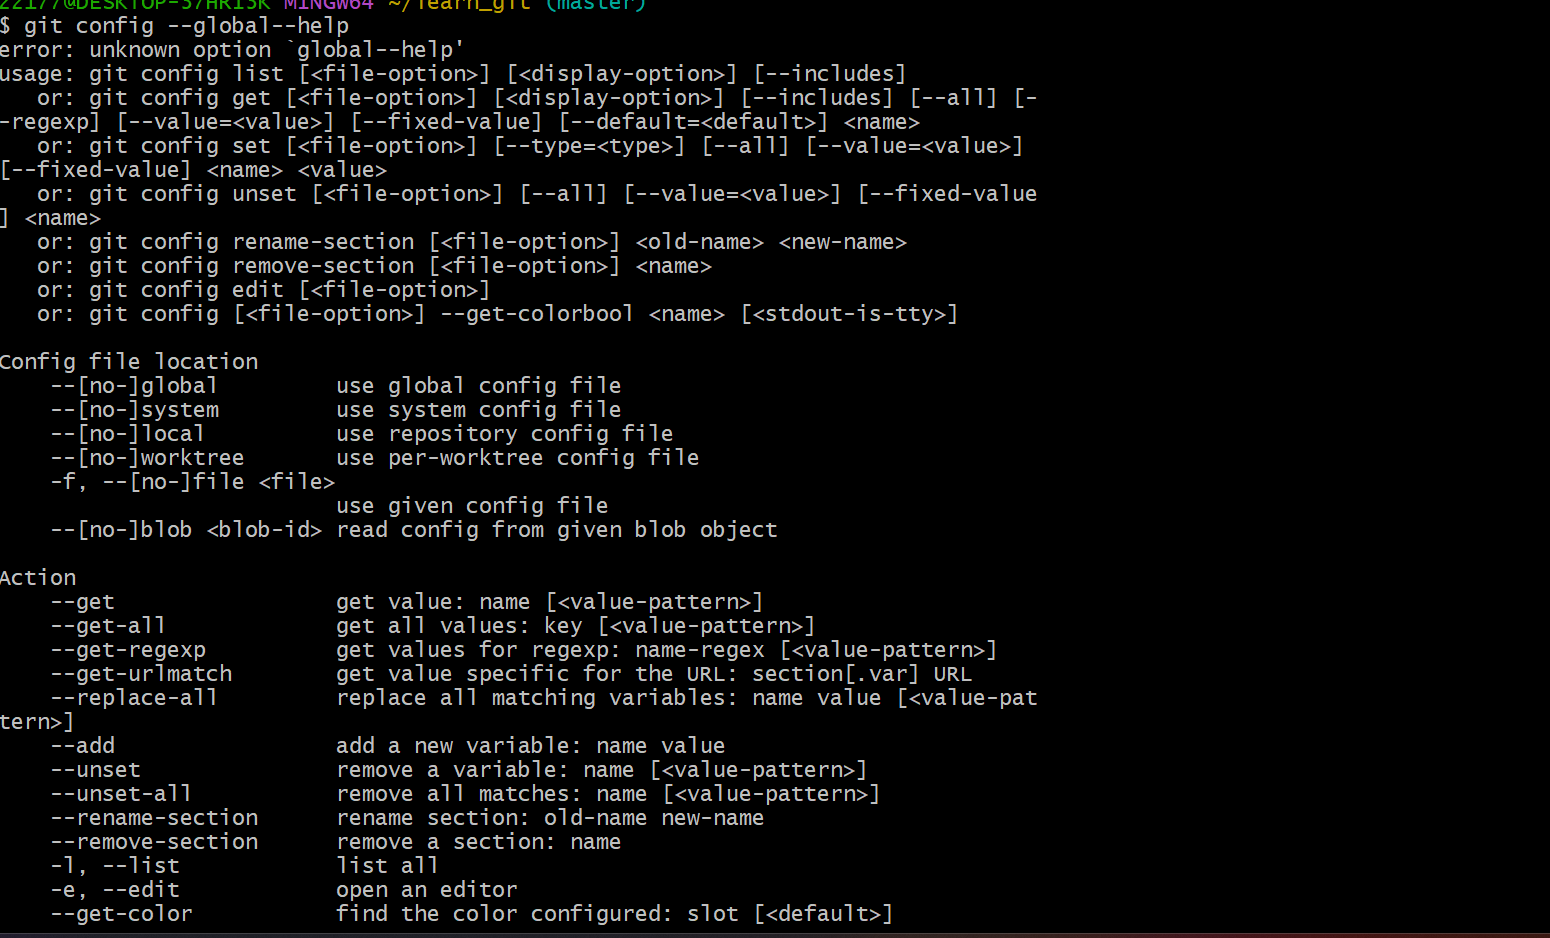 22177@DESKTOP-37HRI3K MINGW64 ~/learn_git (master)
$ git config --global--help
error: unknown option `global--help'
usage: git config list [<file-option>] [<display-option>] [--includes]
   or: git config get [<file-option>] [<display-option>] [--includes] [--all] [-
-regexp] [--value=<value>] [--fixed-value] [--default=<default>] <name>
   or: git config set [<file-option>] [--type=<type>] [--all] [--value=<value>]
[--fixed-value] <name> <value>
   or: git config unset [<file-option>] [--all] [--value=<value>] [--fixed-value
] <name>
   or: git config rename-section [<file-option>] <old-name> <new-name>
   or: git config remove-section [<file-option>] <name>
   or: git config edit [<file-option>]
   or: git config [<file-option>] --get-colorbool <name> [<stdout-is-tty>]

Config file location
    --[no-]global         use global config file
    --[no-]system         use system config file
    --[no-]local          use repository config file
    --[no-]worktree       use per-worktree config file
    -f, --[no-]file <file>
                          use given config file
    --[no-]blob <blob-id> read config from given blob object

Action
    --get                 get value: name [<value-pattern>]
    --get-all             get all values: key [<value-pattern>]
    --get-regexp          get values for regexp: name-regex [<value-pattern>]
    --get-urlmatch        get value specific for the URL: section[.var] URL
    --replace-all         replace all matching variables: name value [<value-pat
tern>]
    --add                 add a new variable: name value
    --unset               remove a variable: name [<value-pattern>]
    --unset-all           remove all matches: name [<value-pattern>]
    --rename-section      rename section: old-name new-name
    --remove-section      remove a section: name
    -l, --list            list all
    -e, --edit            open an editor
    --get-color           find the color configured: slot [<default>]